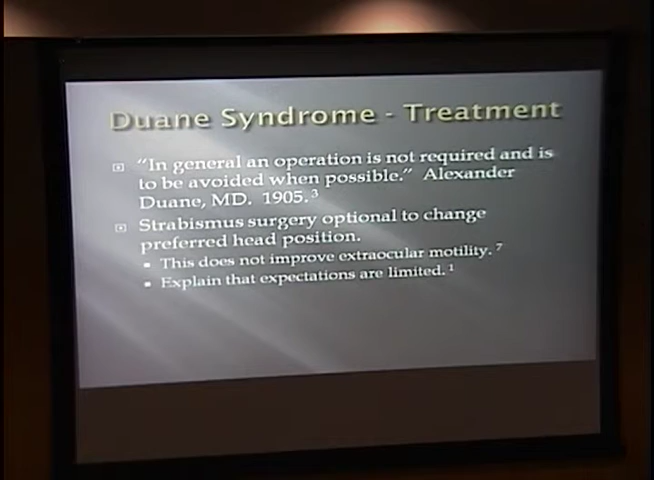 Duane Syndrome - Treatment
“In general an operation is not required and is
to be avoided when possible.” Alexander
Duane, MD. 1905.³
Strabismus surgery optional to change
preferred head position.
This does not improve extraocular motility.⁷
Explain that expectations are limited.¹